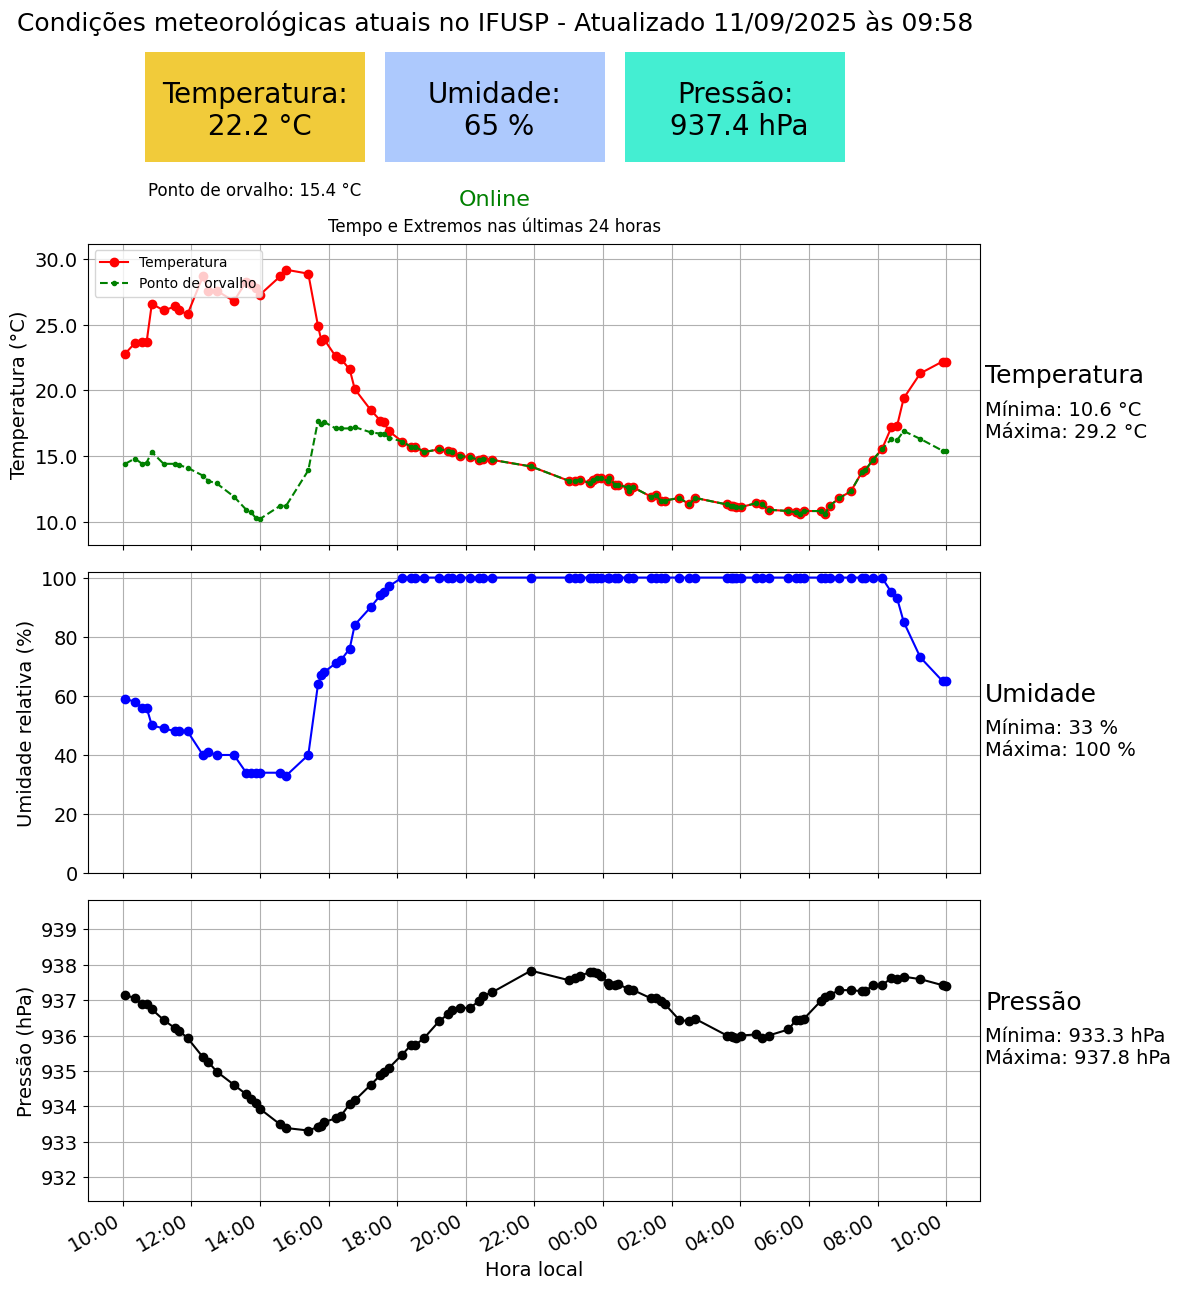 Condições meteorológicas atuais no IFUSP - Atualizado 11/09/2025 às 09:58
Temperatura:
22.2 °C
Umidade:
65 %
Pressão:
937.4 hPa
Ponto de orvalho: 15.4 °C
Online
Tempo e Extremos nas últimas 24 horas
Temperatura
Ponto de orvalho
Temperatura (°C)
30.0
25.0
20.0
15.0
10.0
Temperatura
Mínima: 10.6 °C
Máxima: 29.2 °C
Umidade relativa (%)
100
80
60
40
20
0
Umidade
Mínima: 33 %
Máxima: 100 %
Pressão (hPa)
939
938
937
936
935
934
933
932
Pressão
Mínima: 933.3 hPa
Máxima: 937.8 hPa
10:00
12:00
14:00
16:00
18:00
20:00
22:00
00:00
02:00
04:00
06:00
08:00
10:00
Hora local